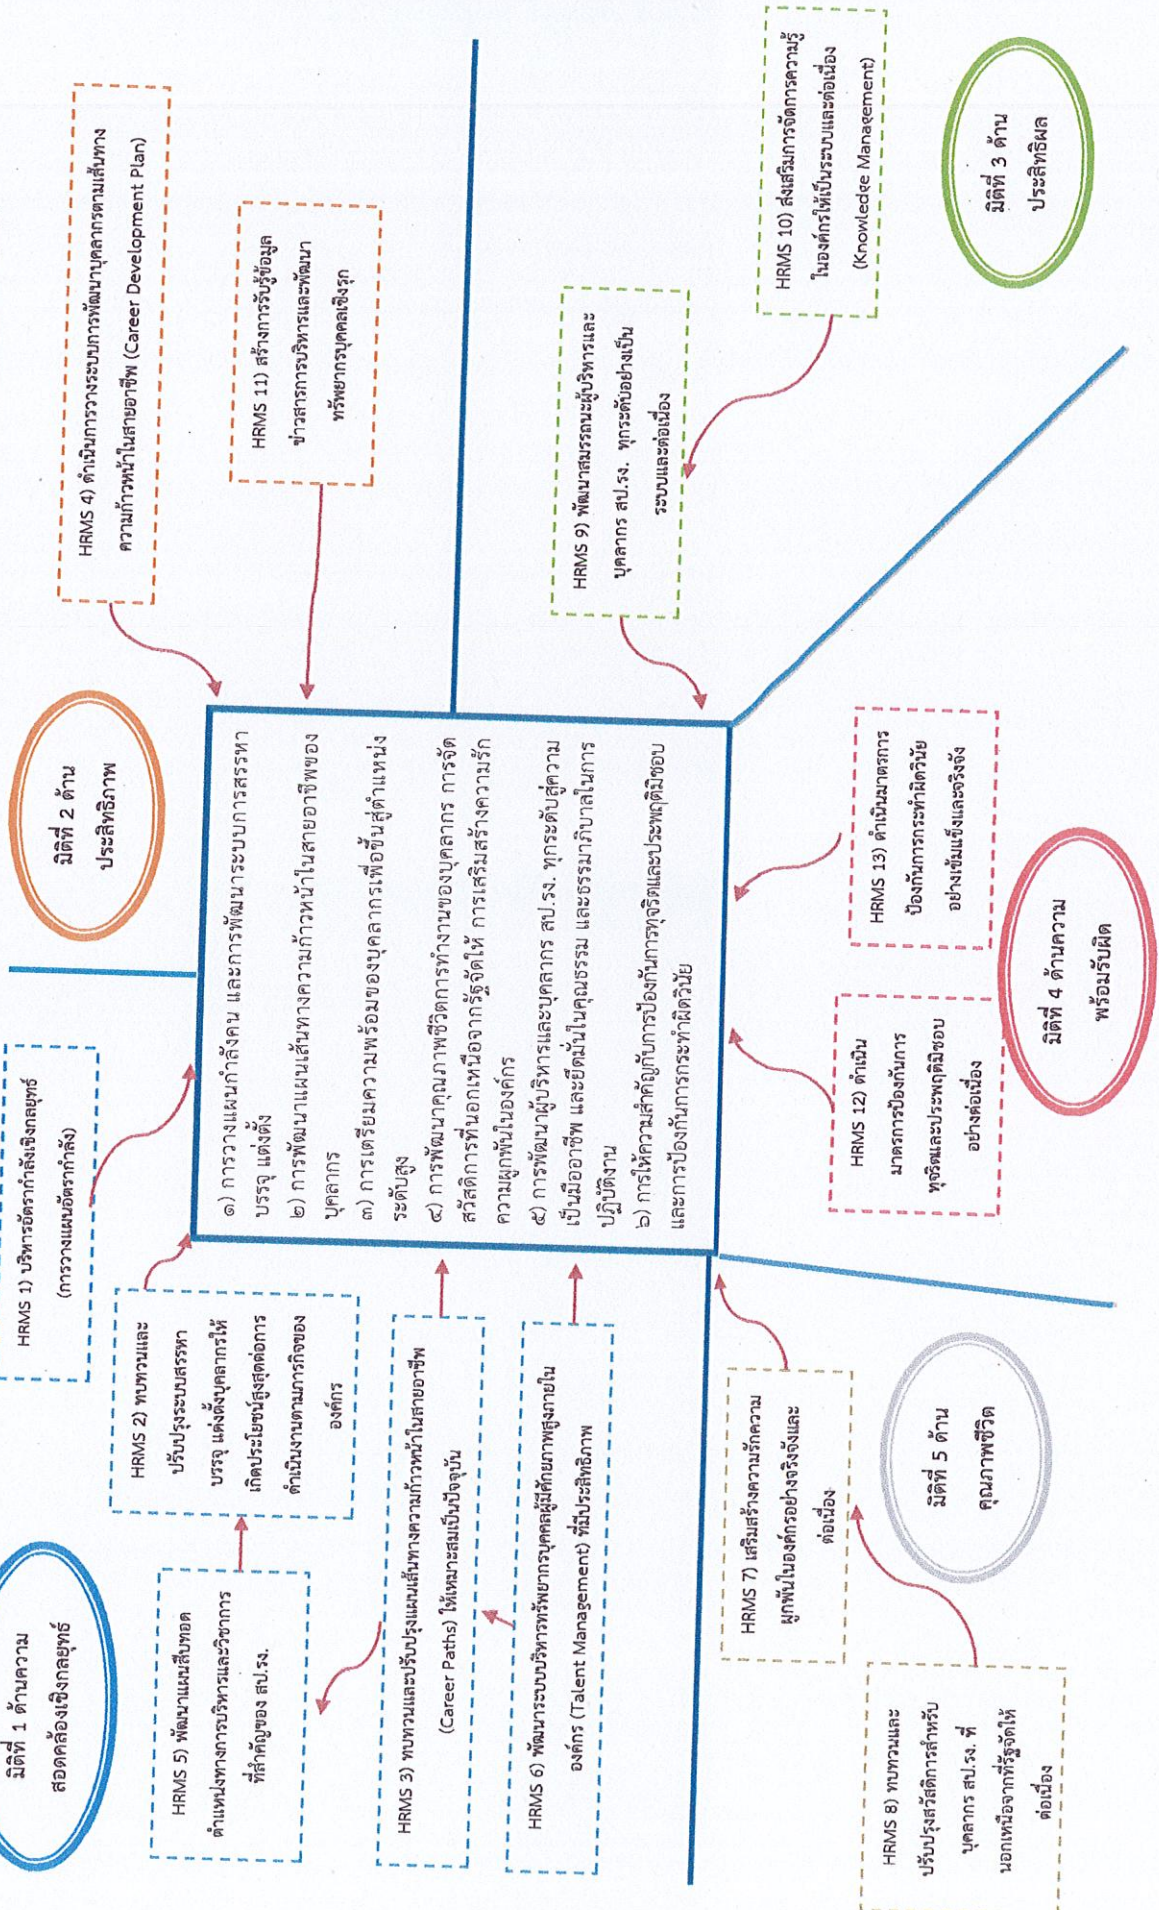 มิติที่ 1 ด้านความ
สอดคล้องเชิงกลยุทธ์
HRMS 1) บริหารอัตรากำลังเชิงกลยุทธ์
(การวางแผนอัตรากำลัง)
HRMS 2) ทบทวนและ
ปรับปรุงระบบสรรหา
บรรจุ แต่งตั้งบุคลากรให้
เกิดประโยชน์สูงสุดต่อการ
ดำเนินงานตามภารกิจของ
องค์กร
HRMS 5) พัฒนาแผนสืบทอด
ตำแหน่งทางการบริหารและวิชาการ
ที่สำคัญของ สป.รง.
HRMS 3) ทบทวนและปรับปรุงแผนเส้นทางความก้าวหน้าในสายอาชีพ
(Career Paths) ให้เหมาะสมเป็นปัจจุบัน
HRMS 6) พัฒนาระบบบริหารทรัพยากรบุคคลผู้มีศักยภาพสูงภายใน
องค์กร (Talent Management) ที่มีประสิทธิภาพ
มิติที่ 2 ด้าน
ประสิทธิภาพ
HRMS 4) ดำเนินการวางระบบการพัฒนาบุคลากรตามเส้นทาง
ความก้าวหน้าในสายอาชีพ (Career Development Plan)
HRMS 11) สร้างการรับรู้ข้อมูล
ข่าวสารการบริหารและพัฒนา
ทรัพยากรบุคคลเชิงรุก
๑) การวางแผนกำลังคน และการพัฒนาระบบการสรรหา
บรรจุ แต่งตั้ง
๒) การพัฒนาแผนเส้นทางความก้าวหน้าในสายอาชีพของ
บุคลากร
๓) การเตรียมความพร้อมของบุคลากรเพื่อขึ้นสู่ตำแหน่ง
ระดับสูง
๔) การพัฒนาคุณภาพชีวิตการทำงานของบุคลากร การจัด
สวัสดิการที่นอกเหนือจากรัฐจัดให้ การเสริมสร้างความรัก
ความผูกพันในองค์กร
๕) การพัฒนาผู้บริหารและบุคลากร สป.รง. ทุกระดับสู่ความ
เป็นมืออาชีพ และยึดมั่นในคุณธรรม และธรรมาภิบาลในการ
ปฏิบัติงาน
๖) การให้ความสำคัญกับการป้องกันการทุจริตและประพฤติมิชอบ
และการป้องกันการกระทำผิดวินัย
HRMS 9) พัฒนาสมรรถนะผู้บริหารและ
บุคลากร สป.รง. ทุกระดับอย่างเป็น
ระบบและต่อเนื่อง
HRMS 10) ส่งเสริมการจัดการความรู้
ในองค์กรให้เป็นระบบและต่อเนื่อง
(Knowledge Management)
มิติที่ 3 ด้าน
ประสิทธิผล
HRMS 7) เสริมสร้างความรักความ
ผูกพันในองค์กรอย่างจริงจังและ
ต่อเนื่อง
HRMS 8) ทบทวนและ
ปรับปรุงสวัสดิการสำหรับ
บุคลากร สป.รง. ที่
นอกเหนือจากที่รัฐจัดให้
ต่อเนื่อง
มิติที่ 5 ด้าน
คุณภาพชีวิต
HRMS 12) ดำเนิน
มาตรการป้องกันการ
ทุจริตและประพฤติมิชอบ
อย่างต่อเนื่อง
HRMS 13) ดำเนินมาตรการ
ป้องกันการกระทำผิดวินัย
อย่างเข้มแข็งและจริงจัง
มิติที่ 4 ด้านความ
พร้อมรับผิด